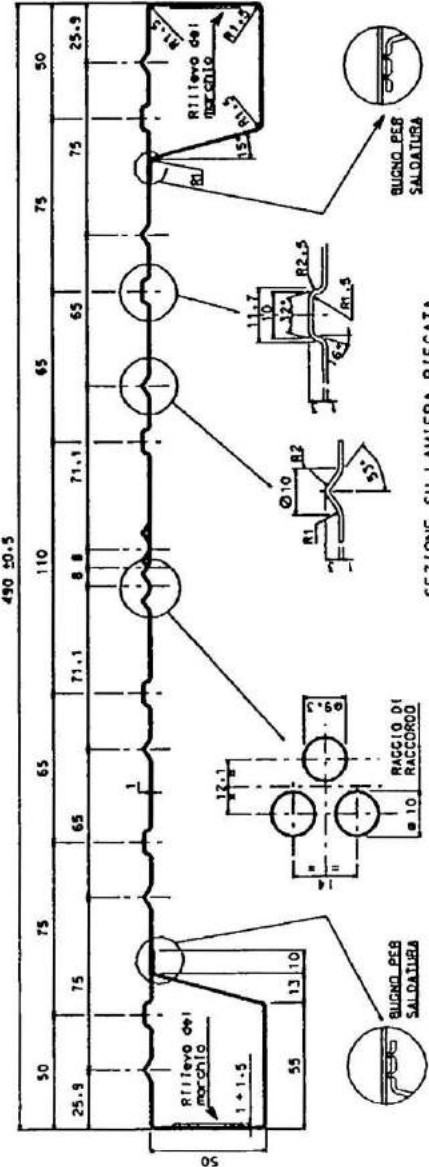 490 ±0.5
50
75
65
110
65
75
50
25.9
75
65
71.1
8.8
71.1
65
75
25.9
50
Rilievo del
marchio
1 + 1.5
55
13
10
1
Rilievo del
marchio
R1.5
R1.5
R1.5
15°
R1
BUGNO PER
SALDATURA
12.1
=
=
14
=
=
ø9.5
ø10
RAGGIO DI
RACCORDO
Ø10
R2
R1
55°
11.7
10
12°
R2.5
R1.5
BUGNO PER
SALDATURA
SEZIONE SU LAMIERA PIEGATA